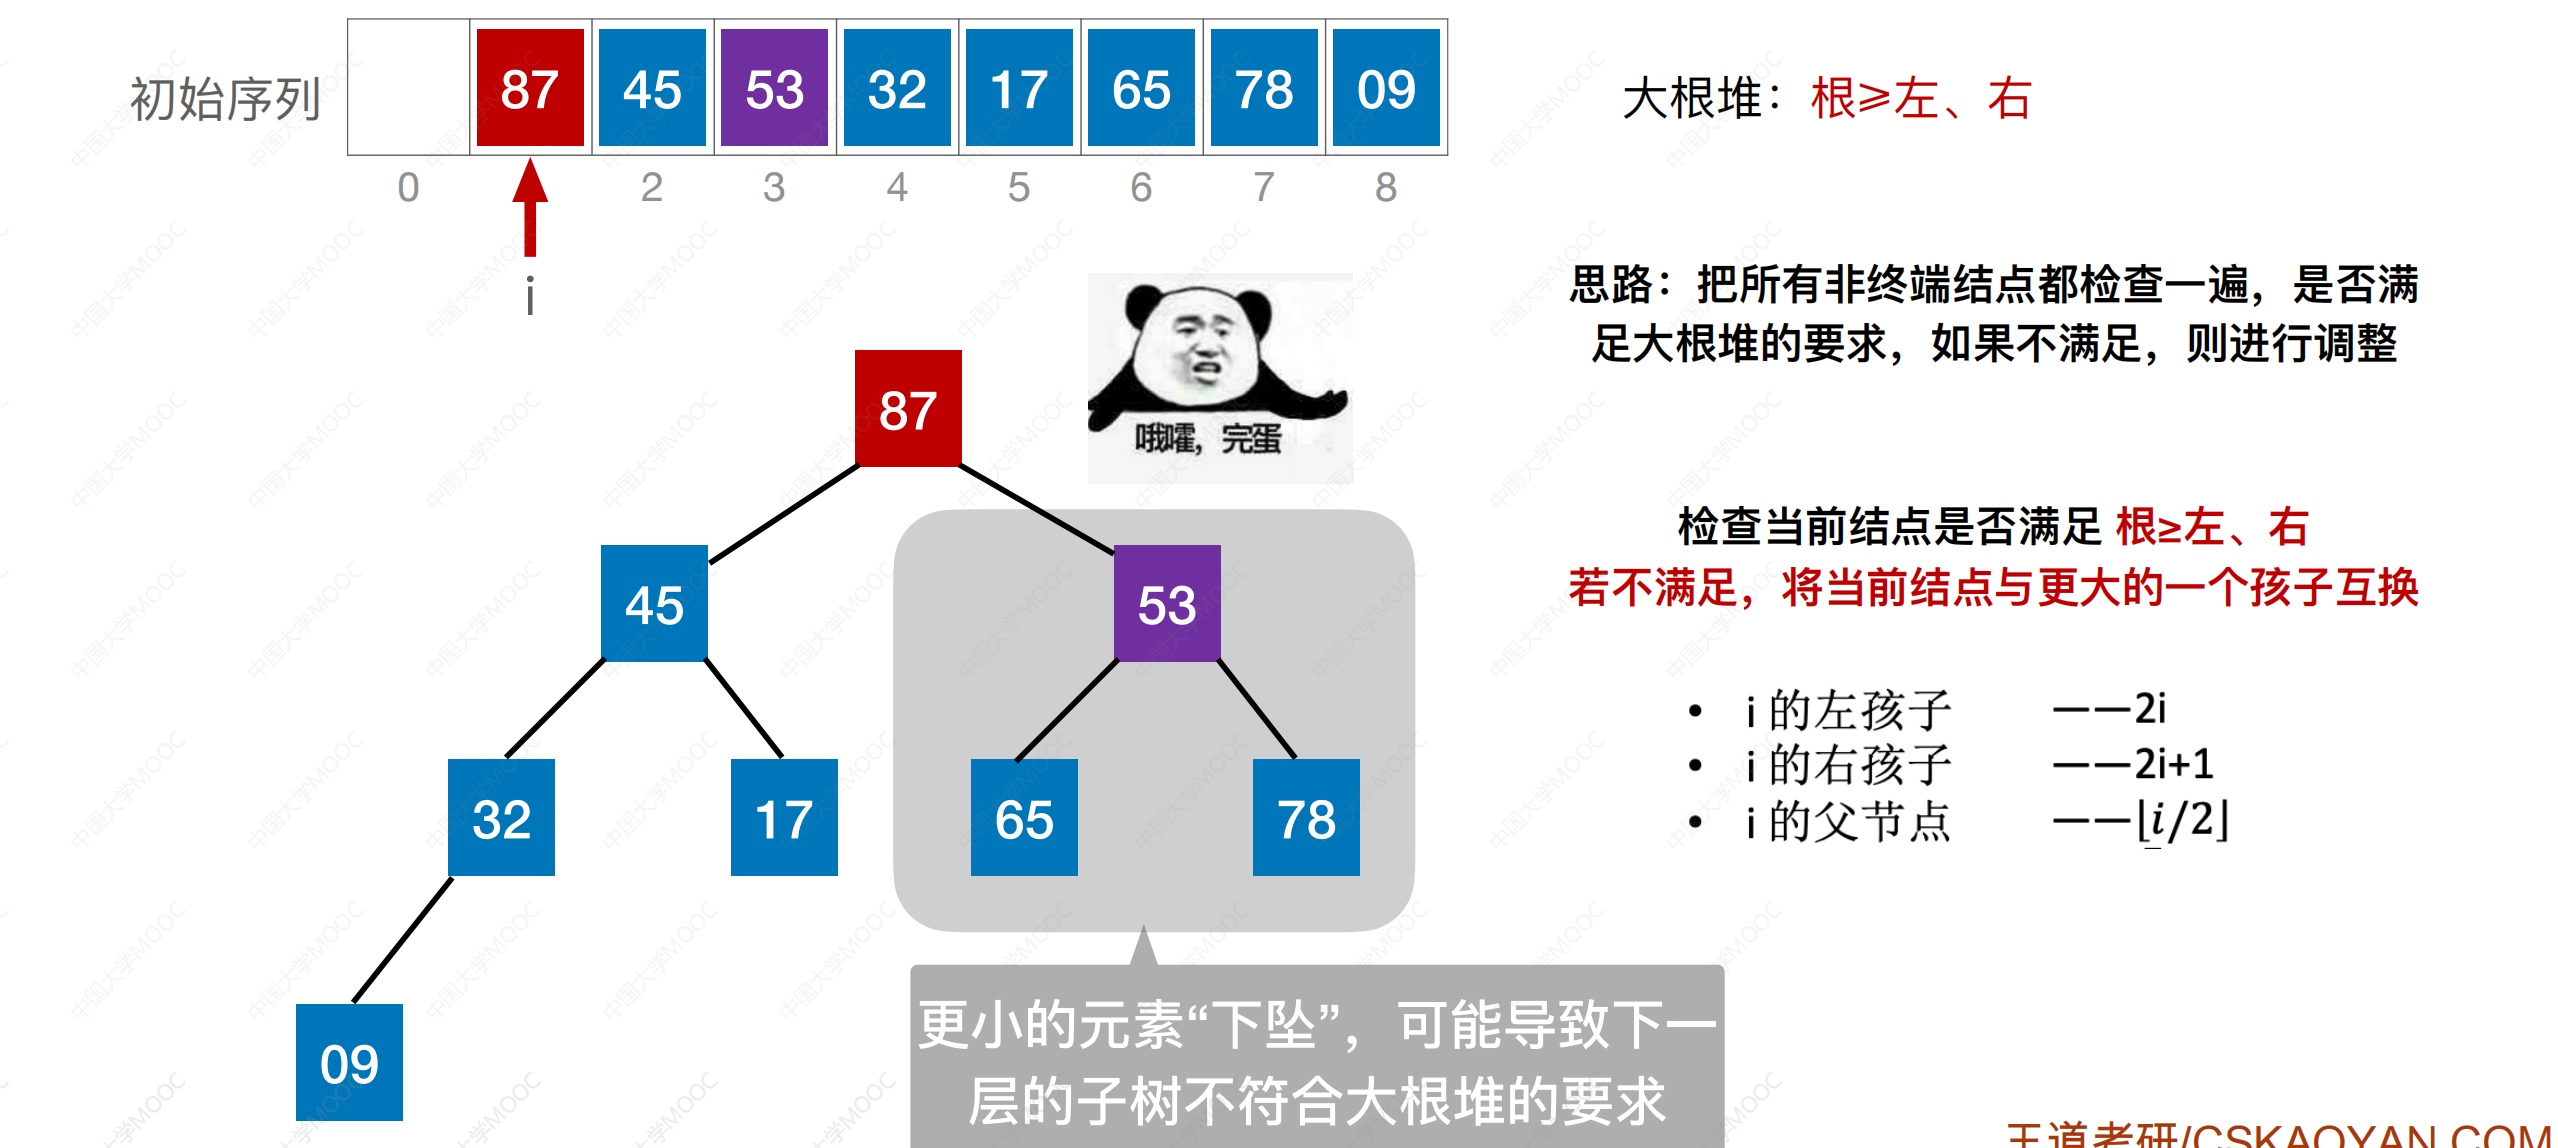 初始序列
87 45 53 32 17 65 78 09
0 2 3 4 5 6 7 8
i
大根堆：根≥左、右
思路：把所有非终端结点都检查一遍，是否满
足大根堆的要求，如果不满足，则进行调整
哦嚯，完蛋
87
45 53
32 17 65 78
09
检查当前结点是否满足 根≥左、右
若不满足，将当前结点与更大的一个孩子互换
• i 的左孩子 ——2i
• i 的右孩子 ——2i+1
• i 的父节点 ——⌊i/2⌋
更小的元素“下坠”，可能导致下一
层的子树不符合大根堆的要求
王道考研/CSKAOYAN.COM
中国大学MOOC